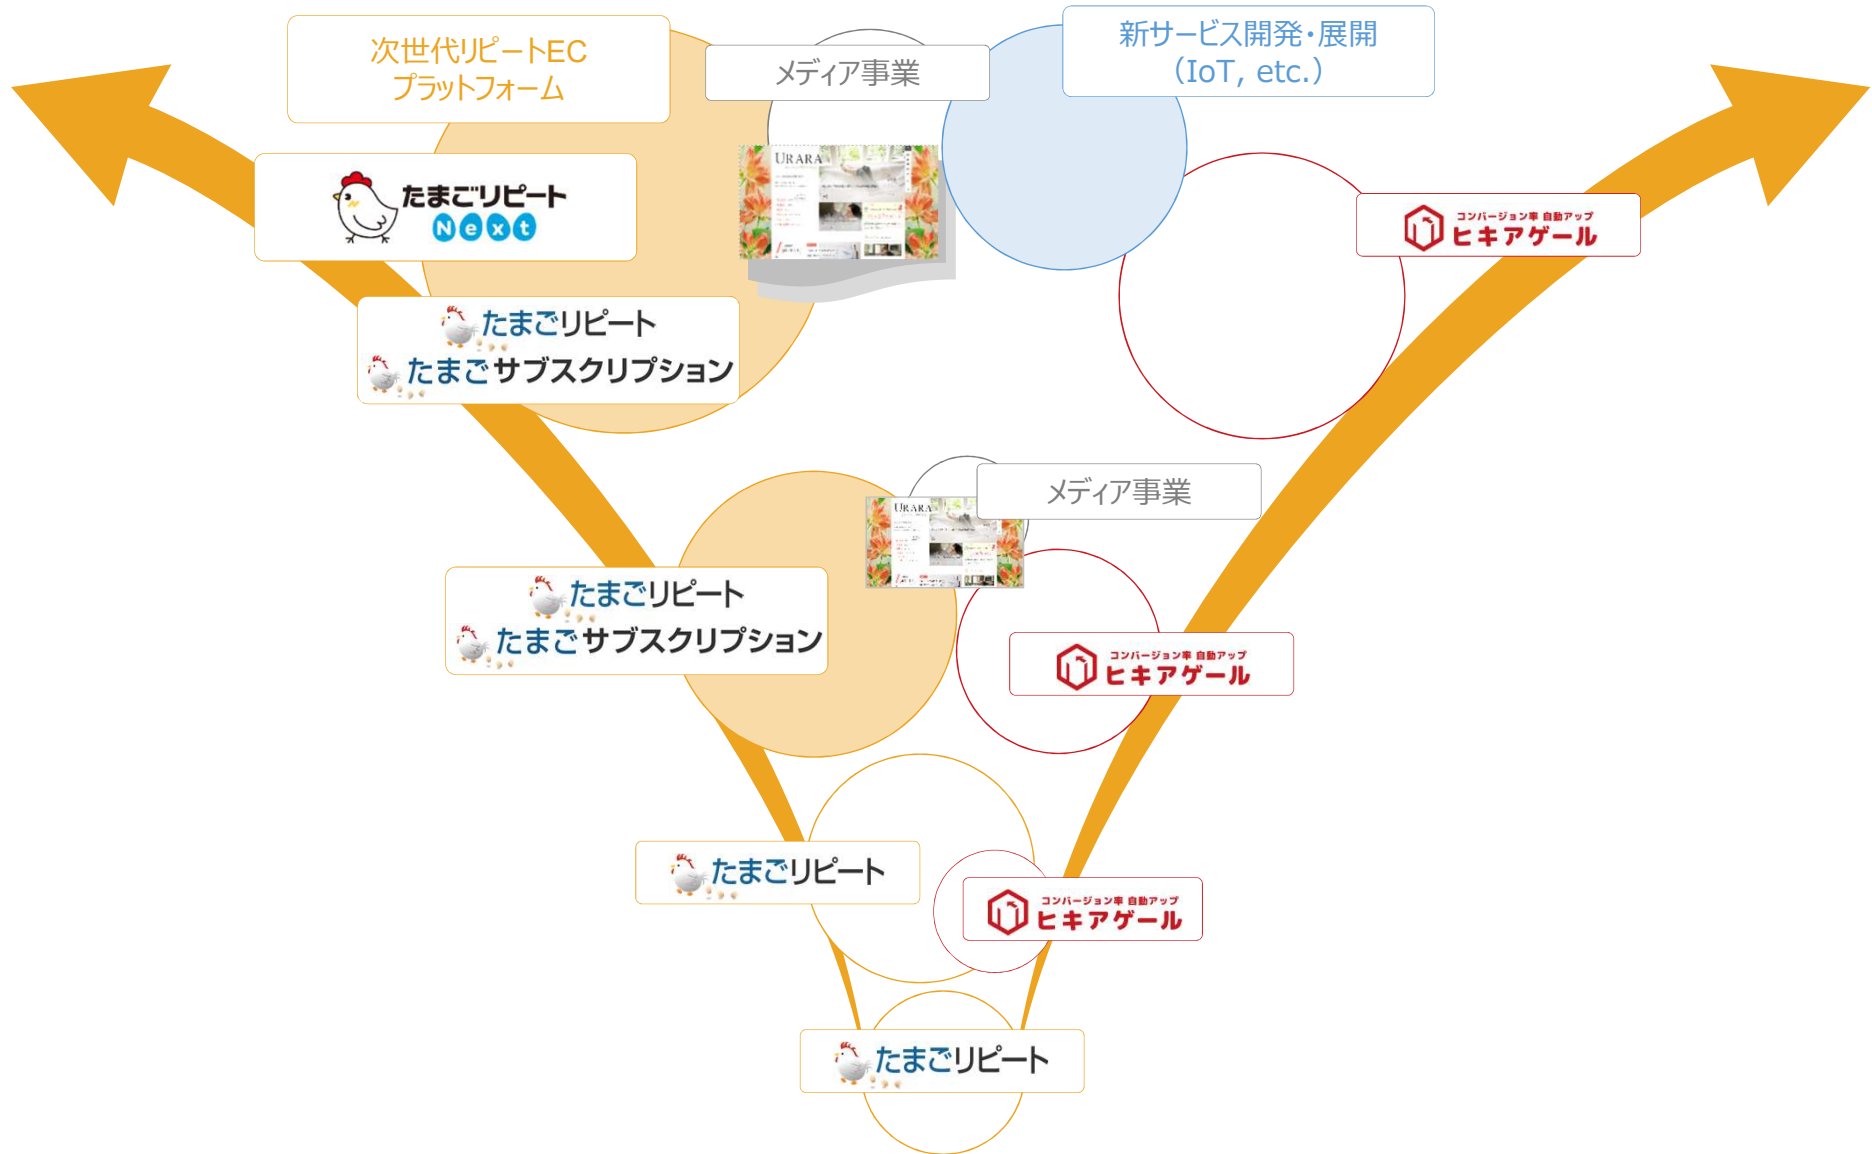 次世代リピートEC
プラットフォーム
メディア事業
新サービス開発・展開
（IoT, etc.）
URARA
たまごリピート
Next
コンバージョン率 自動アップ
ヒキアゲール
たまごリピート
たまごサブスクリプション
メディア事業
URARA
たまごリピート
たまごサブスクリプション
コンバージョン率 自動アップ
ヒキアゲール
たまごリピート
コンバージョン率 自動アップ
ヒキアゲール
たまごリピート